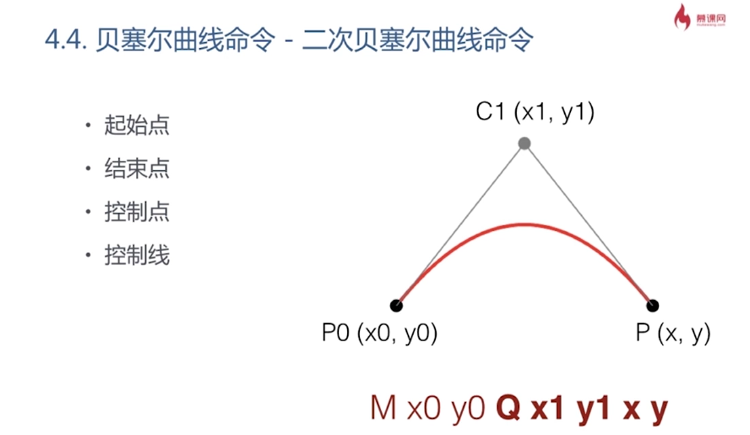 慕课网
4.4. 贝塞尔曲线命令 - 二次贝塞尔曲线命令
• 起始点
• 结束点
• 控制点
• 控制线
C1 (x1, y1)
P0 (x0, y0)
P (x, y)
M x0 y0 Q x1 y1 x y